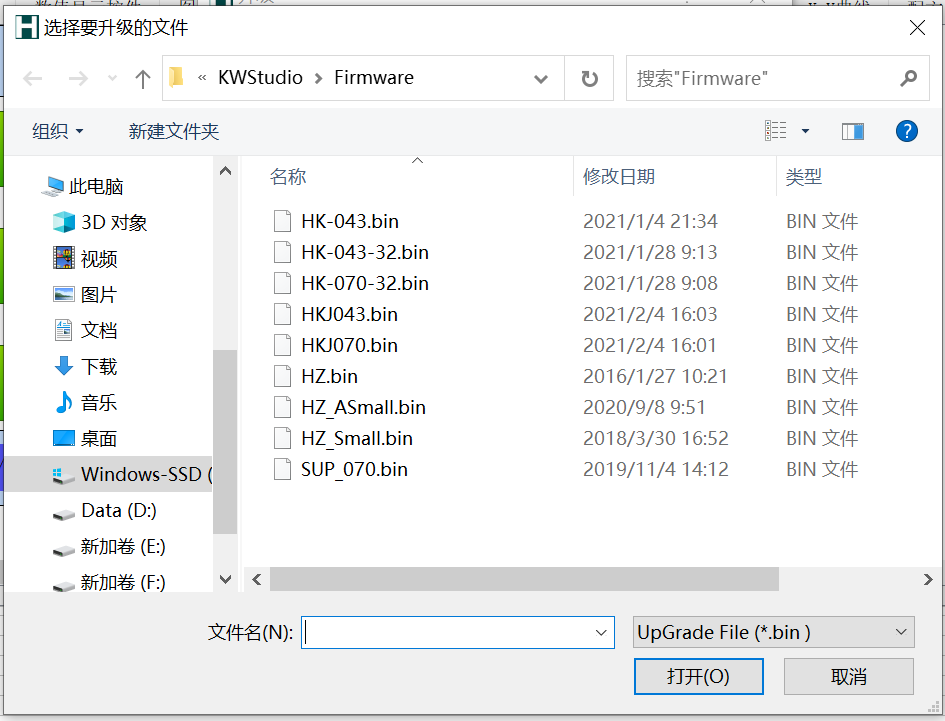 选择要升级的文件
« KWStudio > Firmware
搜索"Firmware"
组织
新建文件夹
名称 修改日期 类型
此电脑
3D 对象
视频
图片
文档
下载
音乐
桌面
Windows-SSD (
Data (D:)
新加卷 (E:)
新加卷 (F:)
HK-043.bin 2021/1/4 21:34 BIN 文件
HK-043-32.bin 2021/1/28 9:13 BIN 文件
HK-070-32.bin 2021/1/28 9:08 BIN 文件
HKJ043.bin 2021/2/4 16:03 BIN 文件
HKJ070.bin 2021/2/4 16:01 BIN 文件
HZ.bin 2016/1/27 10:21 BIN 文件
HZ_ASmall.bin 2020/9/8 9:51 BIN 文件
HZ_Small.bin 2018/3/30 16:52 BIN 文件
SUP_070.bin 2019/11/4 14:12 BIN 文件
文件名(N):
UpGrade File (*.bin )
打开(O)
取消